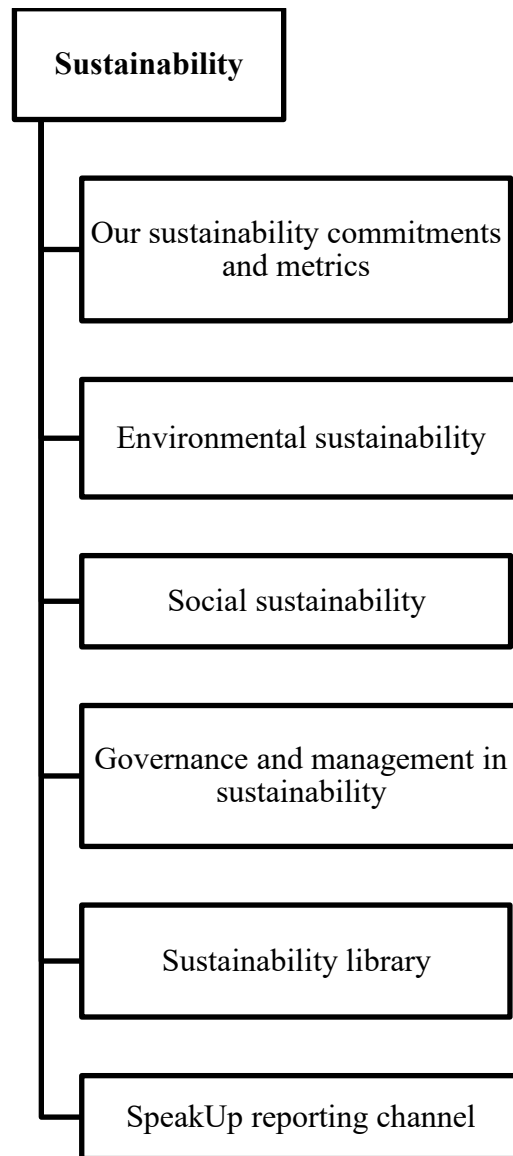 Sustainability
Our sustainability commitments
and metrics
Environmental sustainability
Social sustainability
Governance and management in
sustainability
Sustainability library
SpeakUp reporting channel